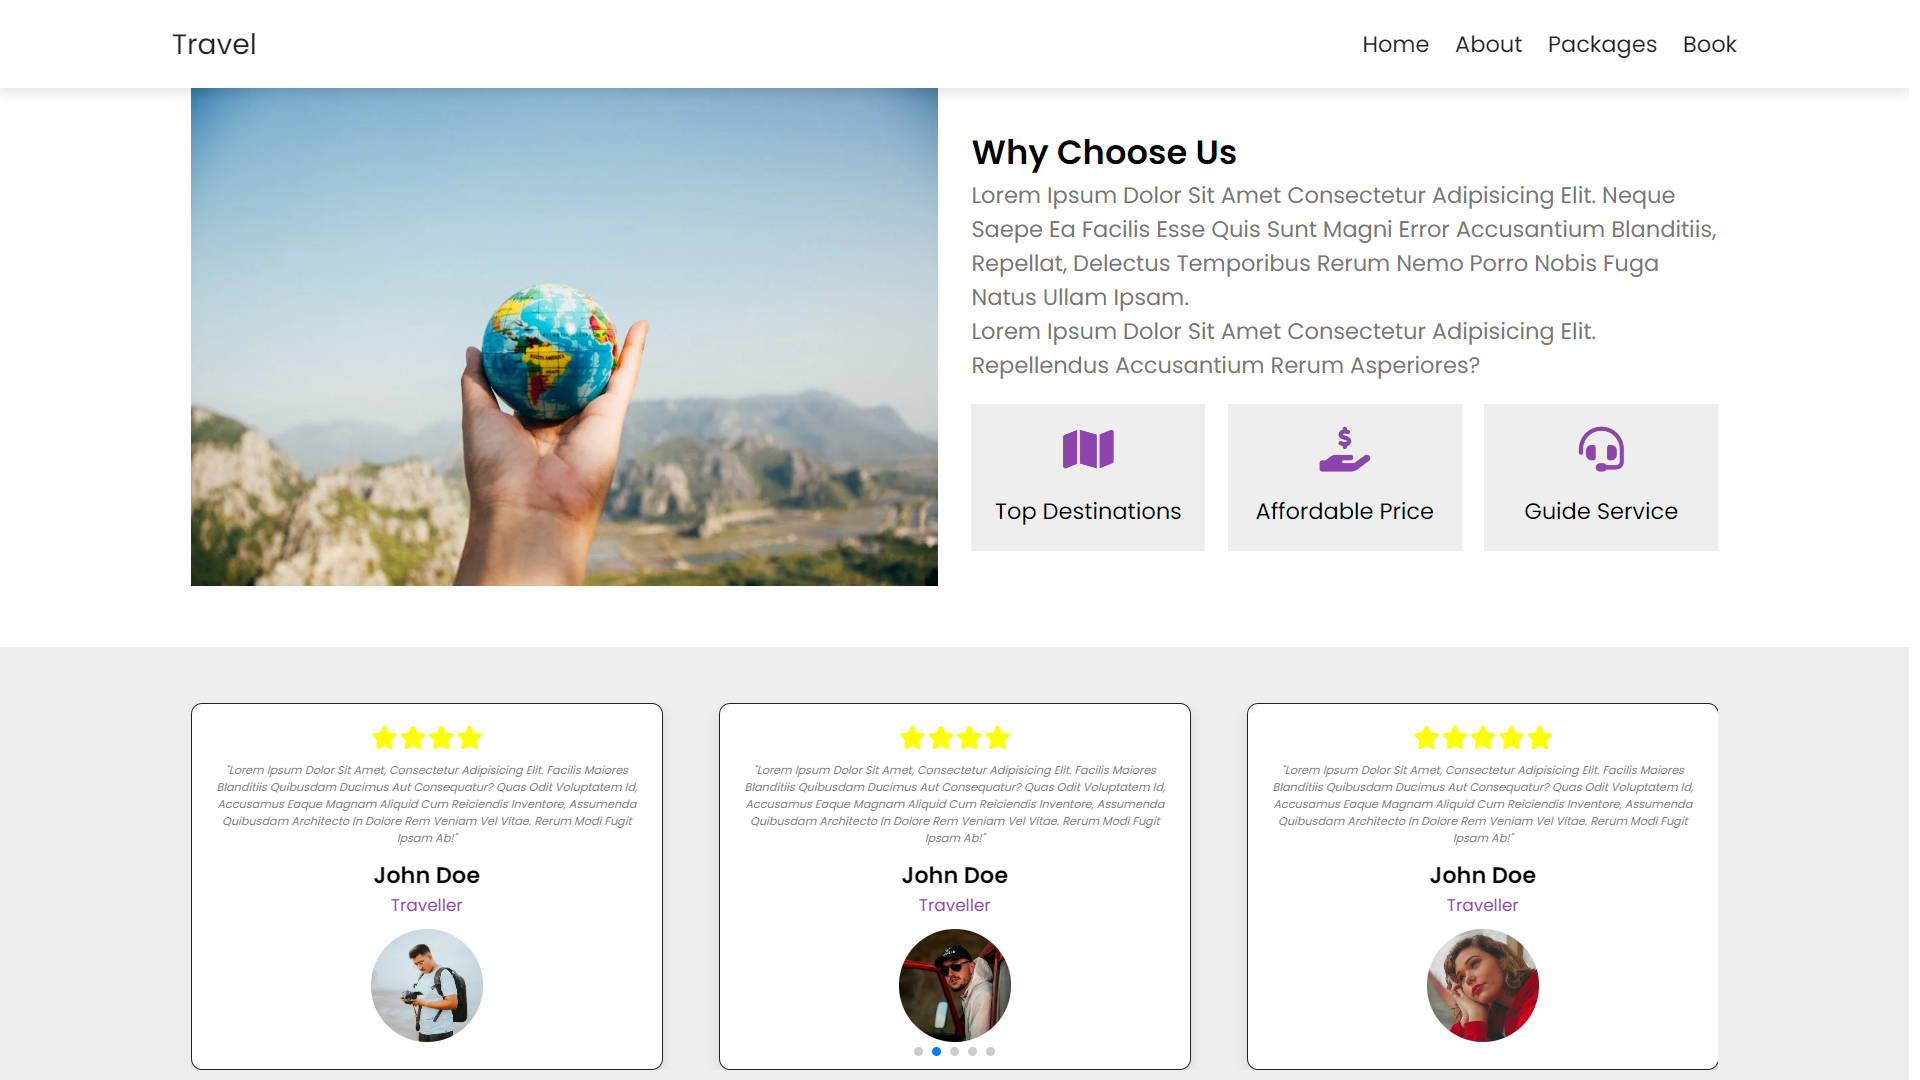 Travel
Home About Packages Book
Why Choose Us
Lorem Ipsum Dolor Sit Amet Consectetur Adipisicing Elit. Neque
Saepe Ea Facilis Esse Quis Sunt Magni Error Accusantium Blanditiis,
Repellat, Delectus Temporibus Rerum Nemo Porro Nobis Fuga
Natus Ullam Ipsam.
Lorem Ipsum Dolor Sit Amet Consectetur Adipisicing Elit.
Repellendus Accusantium Rerum Asperiores?
SOUTH AMERICA
Top Destinations
Affordable Price
Guide Service
"Lorem Ipsum Dolor Sit Amet, Consectetur Adipisicing Elit. Facilis Maiores
Blanditiis Quibusdam Ducimus Aut Consequatur? Quas Odit Voluptatem Id,
Accusamus Eaque Magnam Aliquid Cum Reiciendis Inventore, Assumenda
Quibusdam Architecto In Dolore Rem Veniam Vel Vitae. Rerum Modi Fugit
Ipsam Ab!"
John Doe
Traveller
"Lorem Ipsum Dolor Sit Amet, Consectetur Adipisicing Elit. Facilis Maiores
Blanditiis Quibusdam Ducimus Aut Consequatur? Quas Odit Voluptatem Id,
Accusamus Eaque Magnam Aliquid Cum Reiciendis Inventore, Assumenda
Quibusdam Architecto In Dolore Rem Veniam Vel Vitae. Rerum Modi Fugit
Ipsam Ab!"
John Doe
Traveller
"Lorem Ipsum Dolor Sit Amet, Consectetur Adipisicing Elit. Facilis Maiores
Blanditiis Quibusdam Ducimus Aut Consequatur? Quas Odit Voluptatem Id,
Accusamus Eaque Magnam Aliquid Cum Reiciendis Inventore, Assumenda
Quibusdam Architecto In Dolore Rem Veniam Vel Vitae. Rerum Modi Fugit
Ipsam Ab!"
John Doe
Traveller